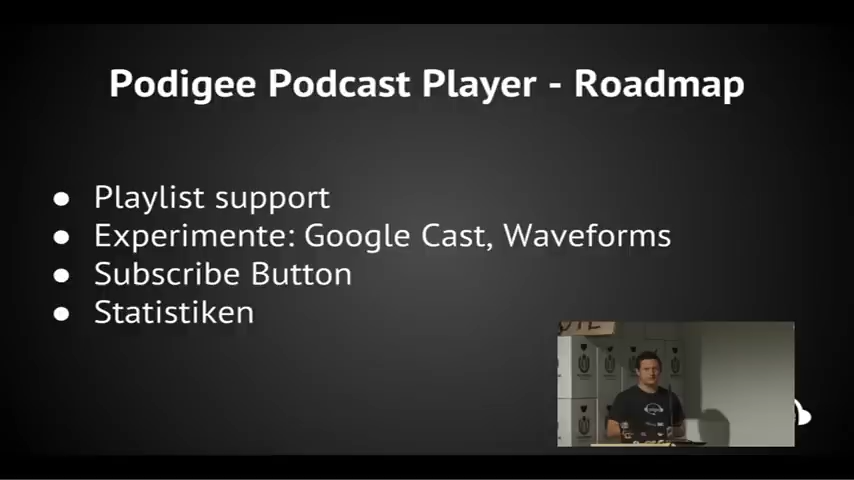 Podigee Podcast Player - Roadmap
● Playlist support
● Experimente: Google Cast, Waveforms
● Subscribe Button
● Statistiken